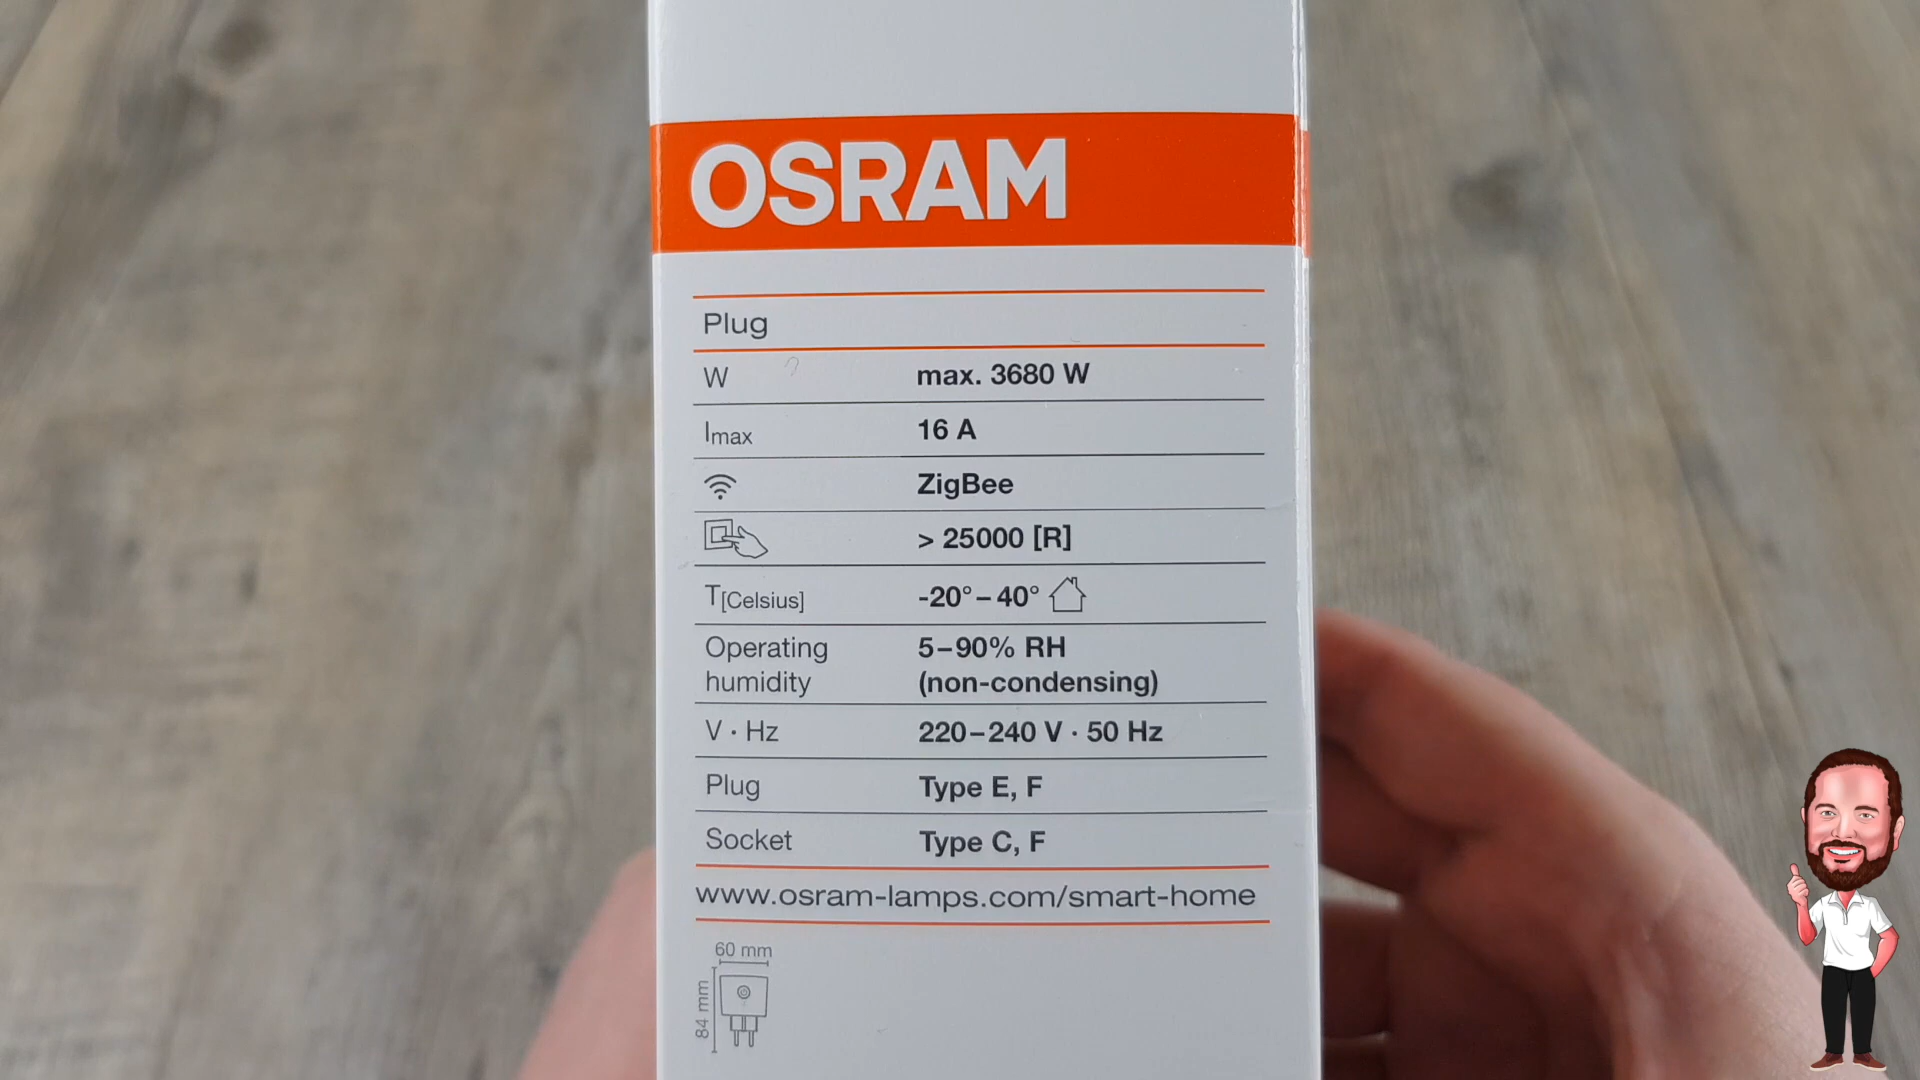 OSRAM
Plug
W max. 3680 W
Imax 16 A
ZigBee
> 25000 [R]
T[Celsius] -20°–40°
Operating humidity 5–90% RH (non-condensing)
V · Hz 220–240 V · 50 Hz
Plug Type E, F
Socket Type C, F
www.osram-lamps.com/smart-home
60 mm
84 mm